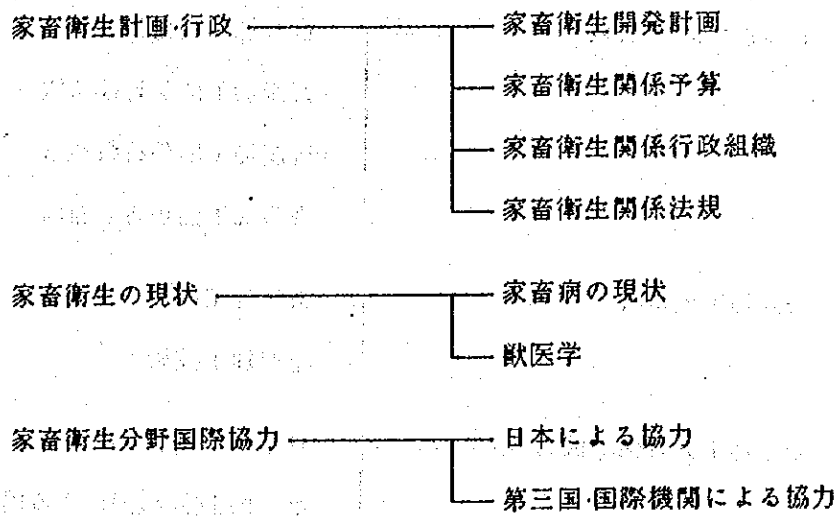 家畜衛生計画·行政
家畜衛生開発計画
家畜衛生関係予算
家畜衛生関係行政組織
家畜衛生関係法規
家畜衛生の現状
家畜病の現状
獣医学
家畜衛生分野国際協力
日本による協力
第三国·国際機関による協力